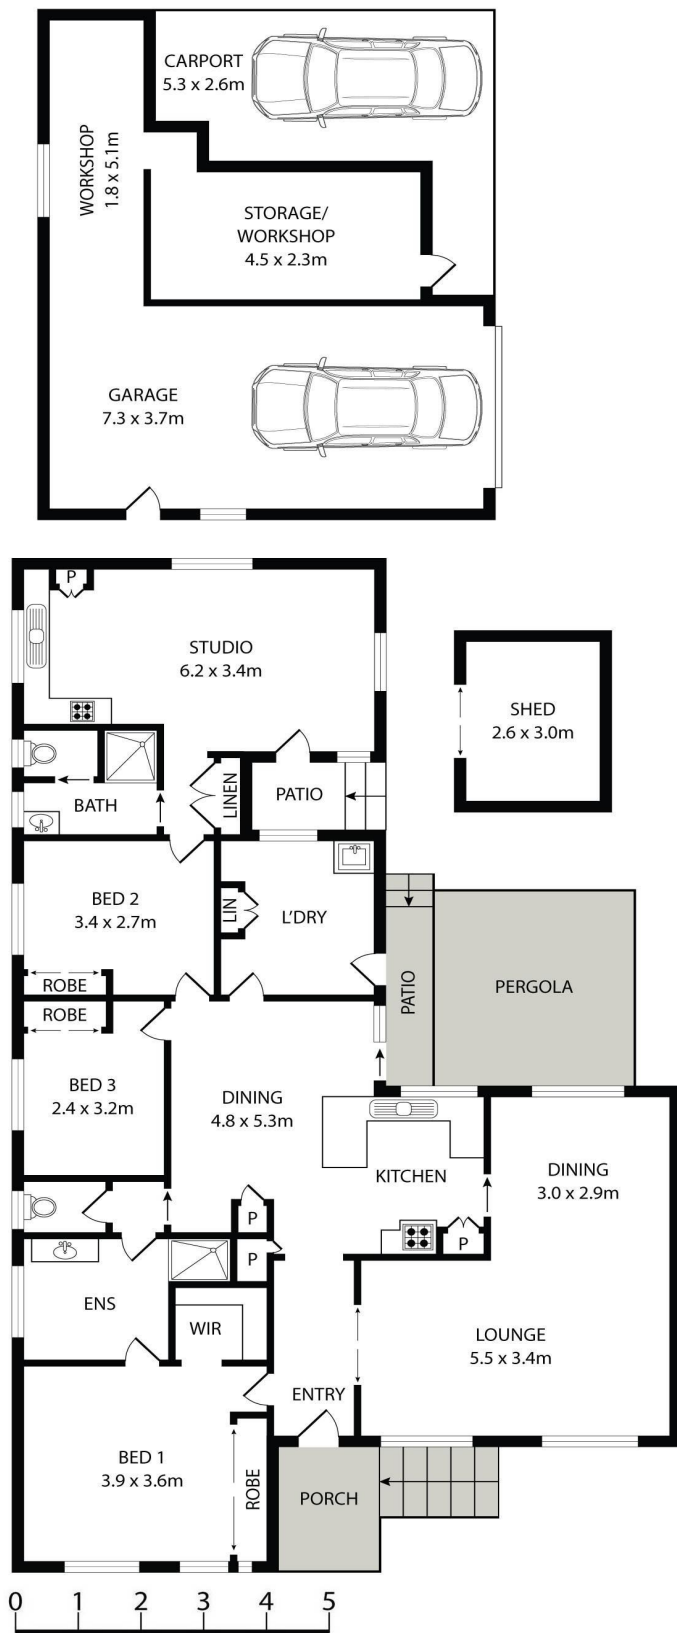 CARPORT
5.3 x 2.6m
WORKSHOP
1.8 x 5.1m
STORAGE/
WORKSHOP
4.5 x 2.3m
GARAGE
7.3 x 3.7m
P
STUDIO
6.2 x 3.4m
SHED
2.6 x 3.0m
BATH
LINEN
PATIO
BED 2
3.4 x 2.7m
LIN
L'DRY
ROBE
PATIO
PERGOLA
ROBE
BED 3
2.4 x 3.2m
DINING
4.8 x 5.3m
KITCHEN
DINING
3.0 x 2.9m
P
P
P
ENS
WIR
LOUNGE
5.5 x 3.4m
ENTRY
BED 1
3.9 x 3.6m
ROBE
PORCH
0 1 2 3 4 5